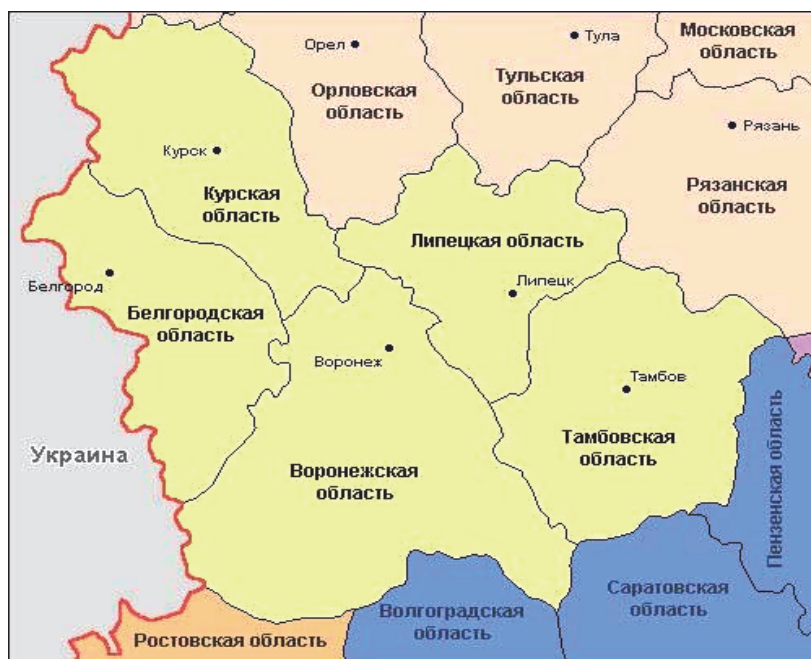 Орел
Тула
Московская
область
Орловская
область
Тульская
область
Рязань
Курск
Курская
область
Рязанская
область
Липецкая область
Белгород
Липецк
Белгородская
область
Воронеж
Тамбов
Украина
Воронежская
область
Тамбовская
область
Пензенская область
Саратовская
область
Волгоградская
область
Ростовская область